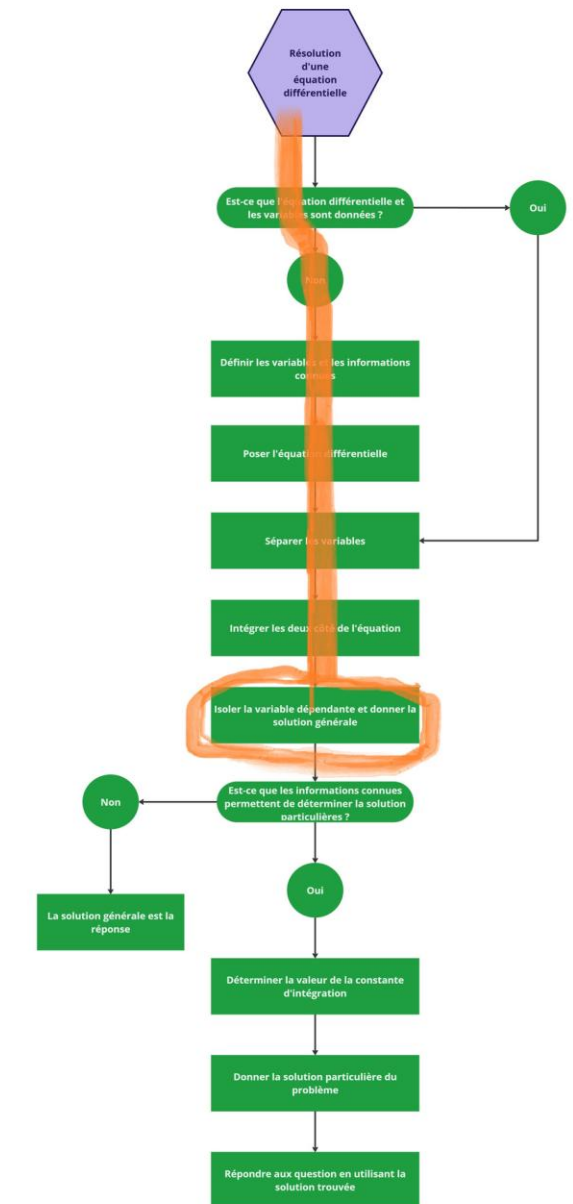 Résolution
d'une
équation
différentielle
Est-ce que l'équation différentielle et
les variables sont données ?
Oui
Non
Définir les variables et les informations
connues
Poser l'équation différentielle
Séparer les variables
Intégrer les deux côté de l'équation
Isoler la variable dépendante et donner la
solution générale
Est-ce que les informations connues
permettent de déterminer la solution
particulières ?
Non
Oui
La solution générale est la
réponse
Déterminer la valeur de la constante
d'intégration
Donner la solution particulière du
problème
Répondre aux question en utilisant la
solution trouvée